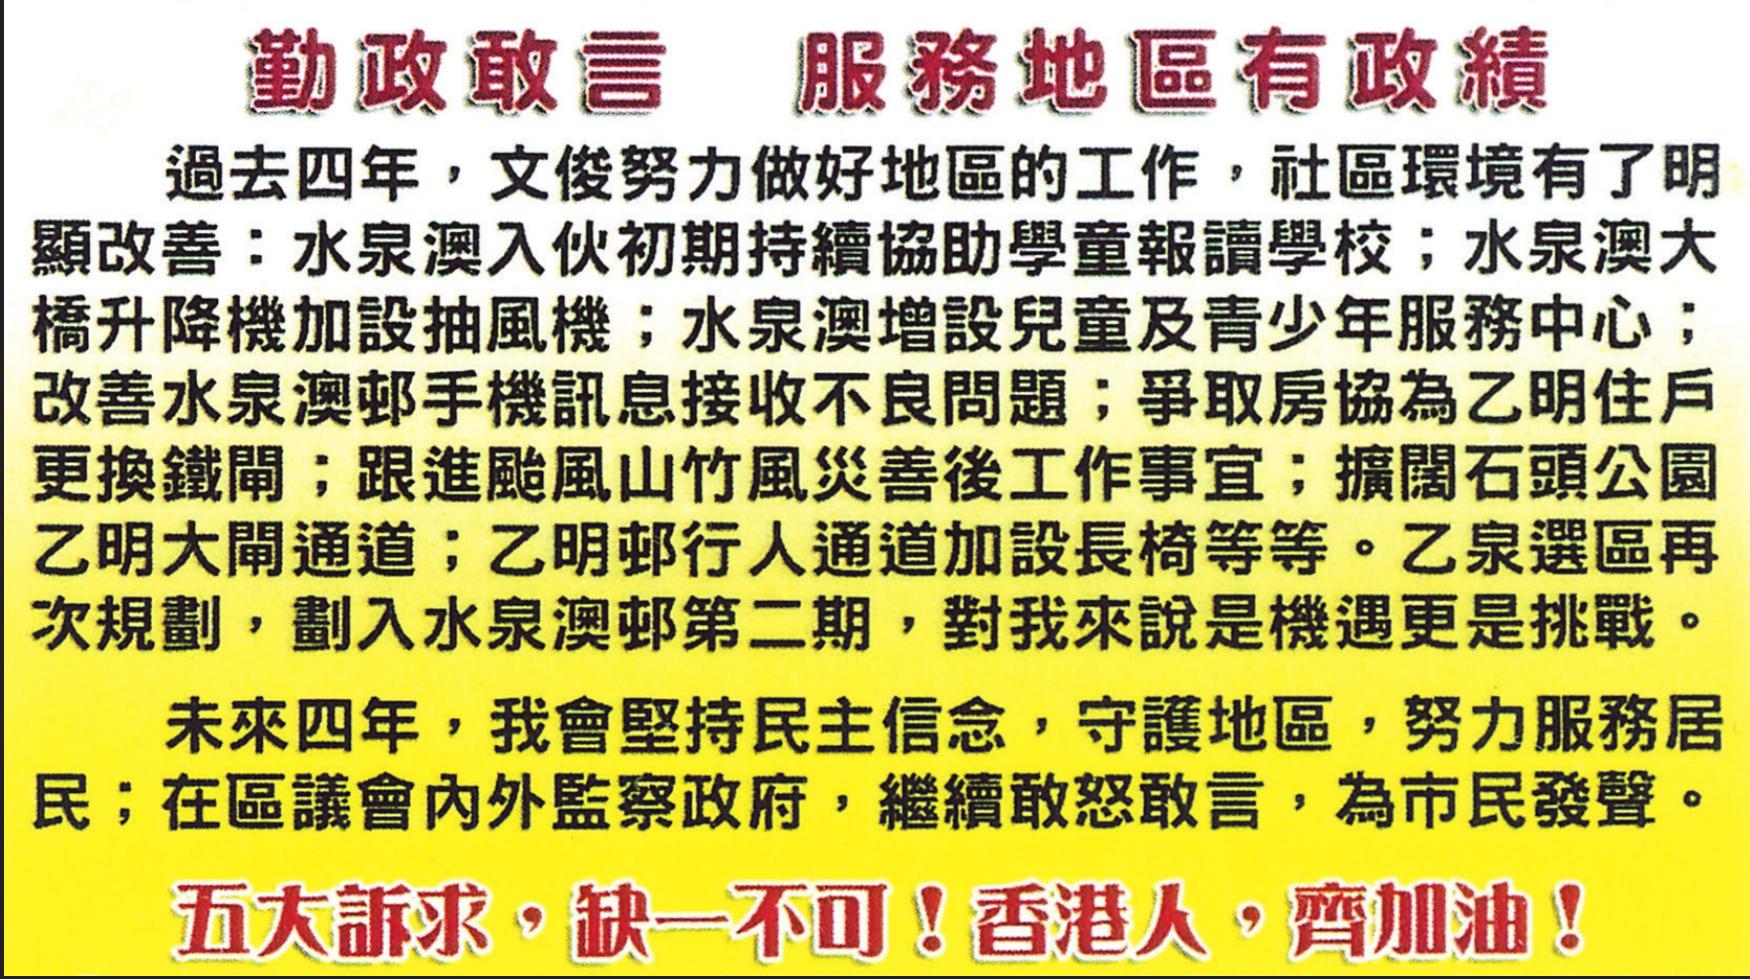 勤政敢言　服務地區有政績
過去四年，文俊努力做好地區的工作，社區環境有了明
顯改善：水泉澳入伙初期持續協助學童報讀學校；水泉澳大
橋升降機加設抽風機；水泉澳增設兒童及青少年服務中心；
改善水泉澳邨手機訊息接收不良問題；爭取房協為乙明住戶
更換鐵閘；跟進颱風山竹風災善後工作事宜；擴闊石頭公園
乙明大閘通道；乙明邨行人通道加設長椅等等。乙泉選區再
次規劃，劃入水泉澳邨第二期，對我來說是機遇更是挑戰。
未來四年，我會堅持民主信念，守護地區，努力服務居
民；在區議會內外監察政府，繼續敢怒敢言，為市民發聲。
五大訴求，缺一不可！香港人，齊加油！